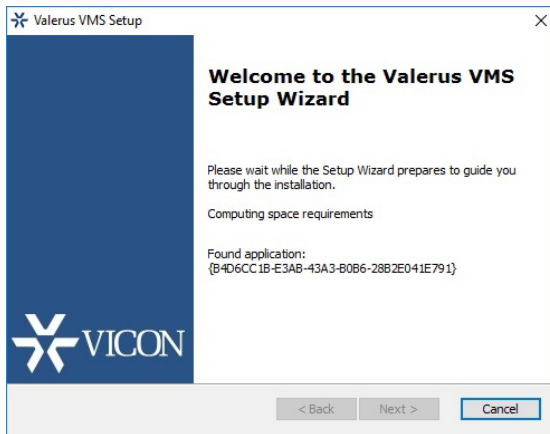 Valerus VMS Setup
Welcome to the Valerus VMS
Setup Wizard
Please wait while the Setup Wizard prepares to guide you
through the installation.
Computing space requirements
Found application:
{B4D6CC1B-E3AB-43A3-B0B6-28B2E041E791}
VICON
< Back Next > Cancel